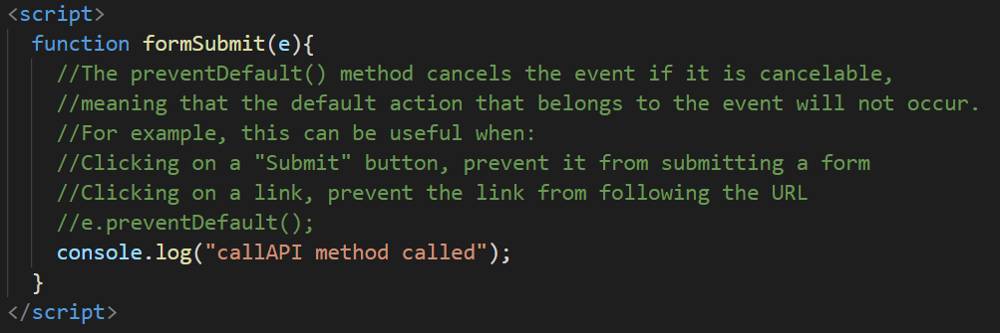 <script>
function formSubmit(e){
//The preventDefault() method cancels the event if it is cancelable,
//meaning that the default action that belongs to the event will not occur.
//For example, this can be useful when:
//Clicking on a "Submit" button, prevent it from submitting a form
//Clicking on a link, prevent the link from following the URL
//e.preventDefault();
console.log("callAPI method called");
}
</script>